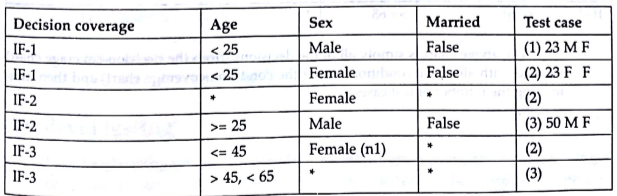 Decision coverage Age Sex Married Test case
IF-1 < 25 Male False (1) 23 M F
IF-1 < 25 Female False (2) 23 F F
IF-2 * Female * (2)
IF-2 >= 25 Male False (3) 50 M F
IF-3 <= 45 Female (n1) * (2)
IF-3 > 45, < 65 * * (3)